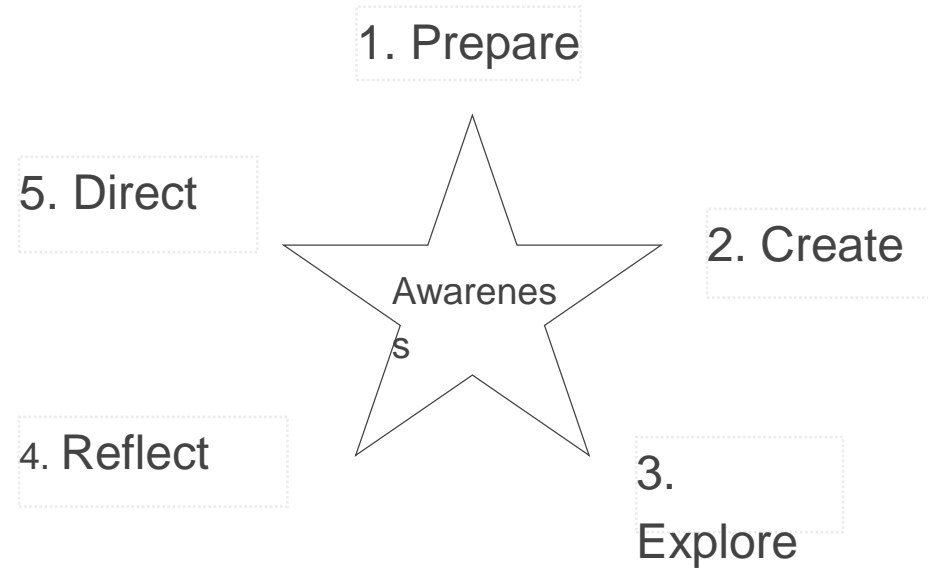 1. Prepare
5. Direct
2. Create
Awarenes
s
4. Reflect
3.
Explore